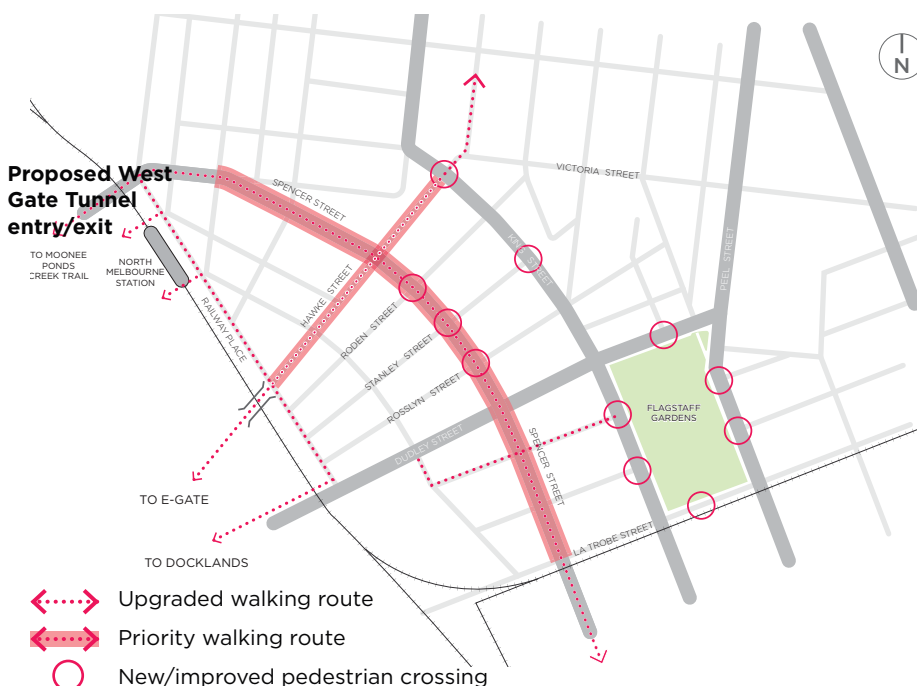 N
Proposed West
Gate Tunnel
entry/exit
TO MOONEE
PONDS
CREEK TRAIL
NORTH
MELBOURNE
STATION
SPENCER STREET
VICTORIA STREET
KING STREET
PEEL STREET
HAWKE STREET
RAILWAY PLACE
RODEN STREET
STANLEY STREET
ROSSLYN STREET
DUDLEY STREET
FLAGSTAFF
GARDENS
SPENCER STREET
LA TROBE STREET
TO E-GATE
TO DOCKLANDS
Upgraded walking route
Priority walking route
New/improved pedestrian crossing